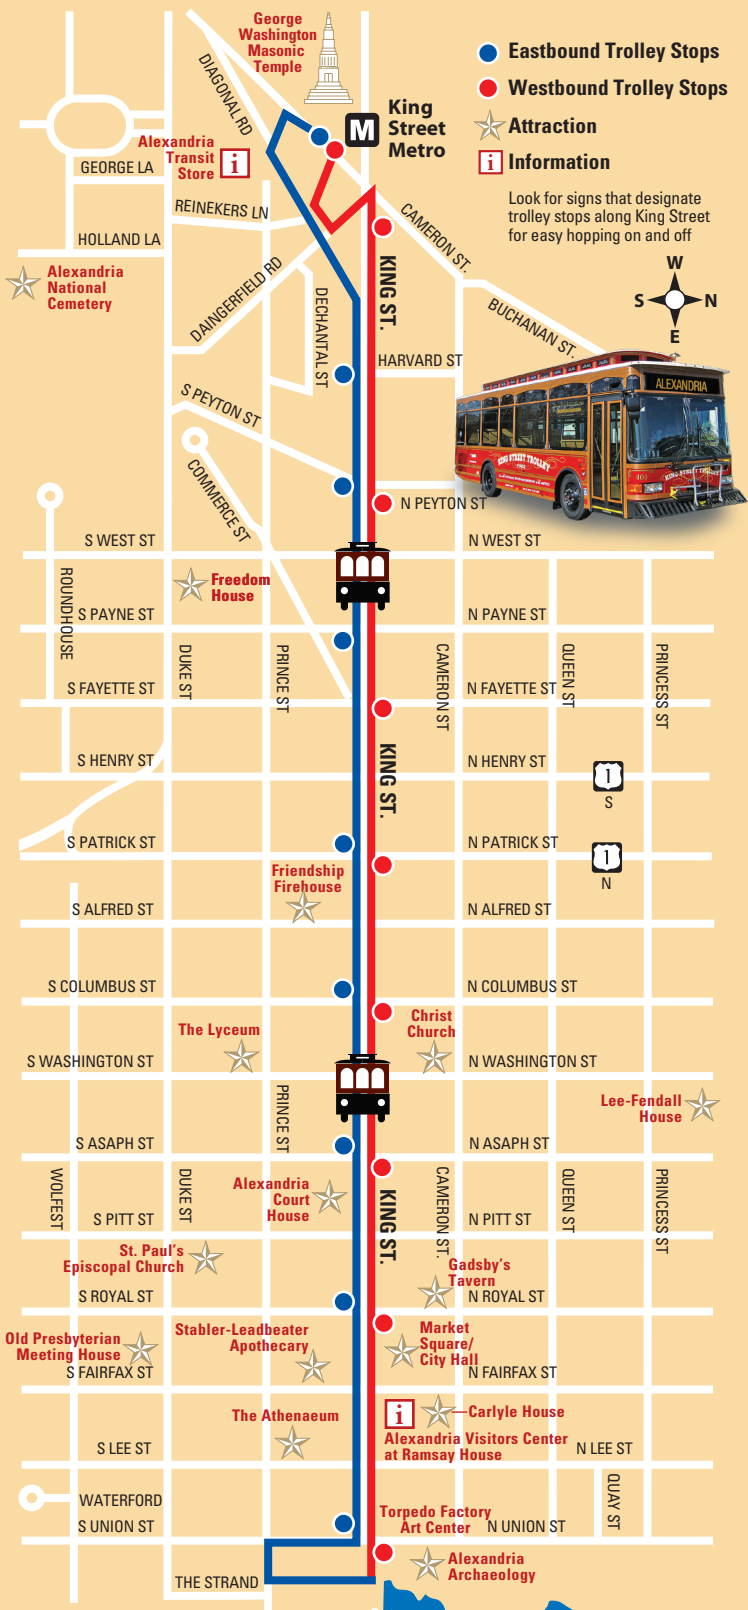 George
Washington
Masonic
Temple
Eastbound Trolley Stops
Westbound Trolley Stops
Attraction
i Information
Look for signs that designate
trolley stops along King Street
for easy hopping on and off
M
King
Street
Metro
DIAGONAL RD
Alexandria
Transit
Store
i
GEORGE LA
REINEKERS LN
HOLLAND LA
CAMERON ST.
W
S
N
E
Alexandria
National
Cemetery
DAINGERFIELD RD
DECHANTAL ST
KING ST.
BUCHANAN ST.
HARVARD ST
ALEXANDRIA
KING STREET TROLLEY
KING STREET TROLLEY
S PEYTON ST
COMMERCE ST
N PEYTON ST
S WEST ST
N WEST ST
ROUNDHOUSE
Freedom
House
S PAYNE ST
N PAYNE ST
DUKE ST
PRINCE ST
CAMERON ST
QUEEN ST
PRINCESS ST
S FAYETTE ST
N FAYETTE ST
KING ST.
S HENRY ST
N HENRY ST
1
S
S PATRICK ST
N PATRICK ST
1
N
Friendship
Firehouse
S ALFRED ST
N ALFRED ST
S COLUMBUS ST
N COLUMBUS ST
The Lyceum
Christ
Church
S WASHINGTON ST
N WASHINGTON ST
Lee-Fendall
House
PRINCE ST
S ASAPH ST
N ASAPH ST
WOLFEST
DUKE ST
Alexandria
Court
House
KING ST.
CAMERON ST.
QUEEN ST
PRINCESS ST
S PITT ST
N PITT ST
St. Paul's
Episcopal Church
Gadsby's
Tavern
S ROYAL ST
N ROYAL ST
Old Presbyterian
Meeting House
Stabler-Leadbeater
Apothecary
Market
Square/
City Hall
S FAIRFAX ST
N FAIRFAX ST
The Athenaeum
i
Carlyle House
Alexandria Visitors Center
at Ramsay House
S LEE ST
N LEE ST
WATERFORD
QUAY ST
Torpedo Factory
Art Center
S UNION ST
N UNION ST
Alexandria
Archaeology
THE STRAND